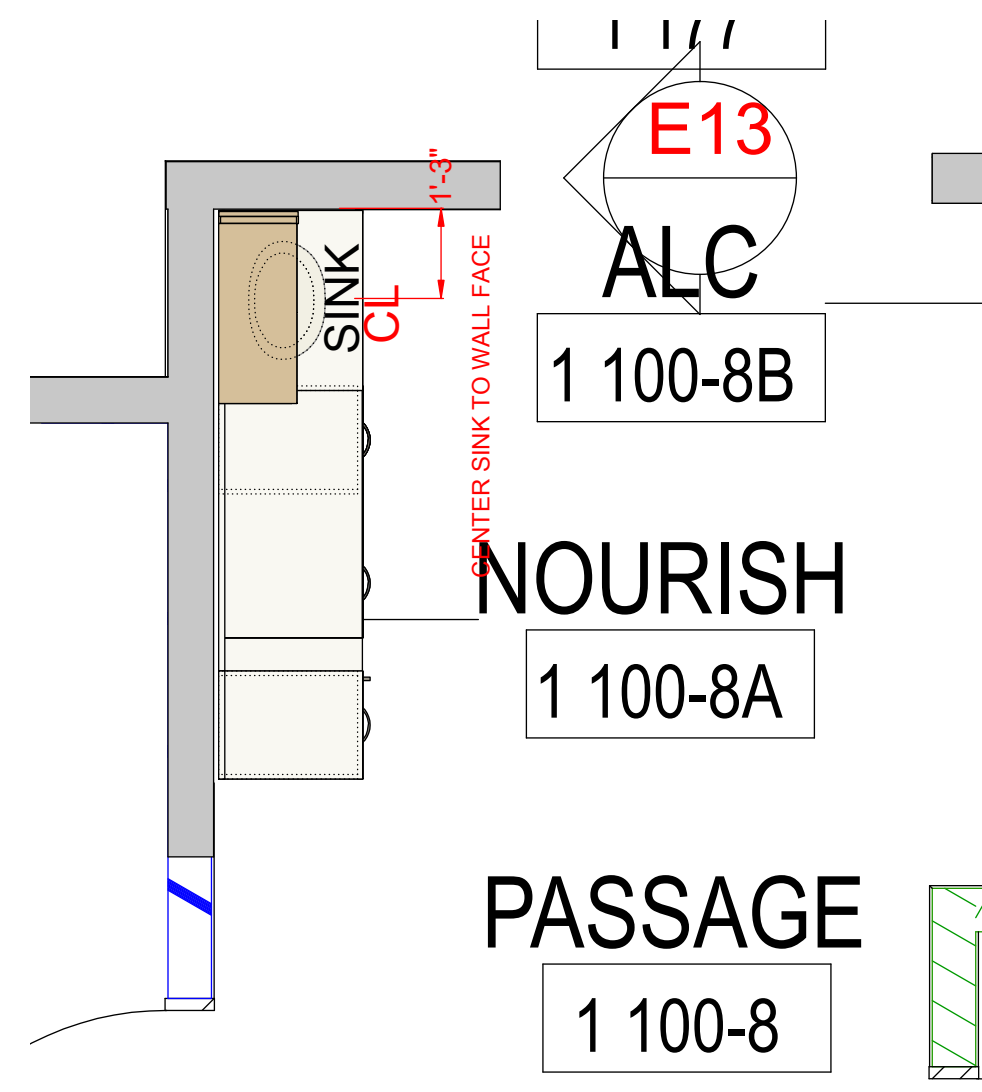 E13
1'-3"
SINK
CL
CENTER SINK TO WALL FACE
ALC
1 100-8B
NOURISH
1 100-8A
PASSAGE
1 100-8